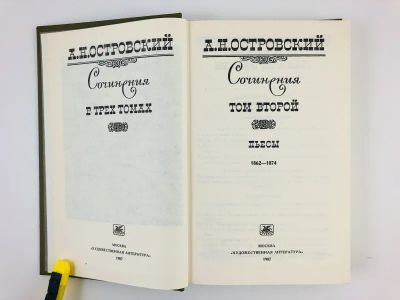 А.Н.ОСТРОВСКИЙ
Сочинения
В ТРЕХ ТОМАХ
МОСКВА
«ХУДОЖЕСТВЕННАЯ ЛИТЕРАТУРА»
1987
А.Н.ОСТРОВСКИЙ
Сочинения
ТОМ ВТОРОЙ
ПЬЕСЫ
1862—1874
МОСКВА
«ХУДОЖЕСТВЕННАЯ ЛИТЕРАТУРА»
1987